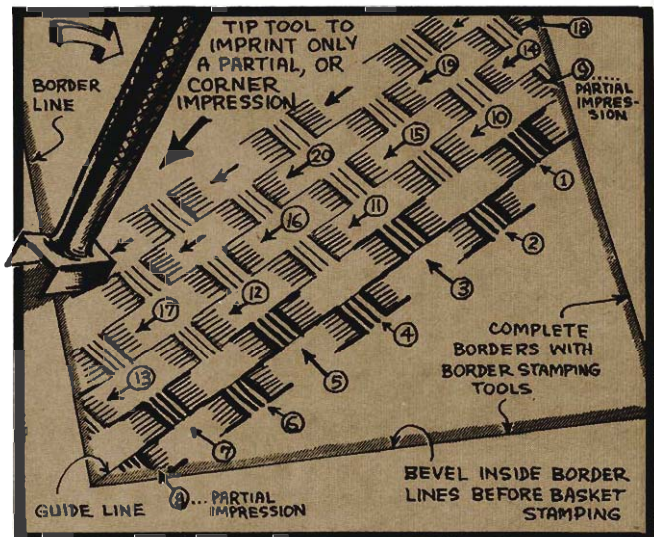 TIP TOOL TO
IMPRINT ONLY
A PARTIAL, OR
CORNER
IMPRESSION
BORDER
LINE
18
14
19
9.....
PARTIAL
IMPRES-
SION
10
15
20
1
11
16
2
3
12
17
4
COMPLETE
BORDERS WITH
BORDER STAMPING
TOOLS
13
5
6
7
GUIDE LINE
8...PARTIAL
IMPRESSION
BEVEL INSIDE BORDER
LINES BEFORE BASKET
STAMPING